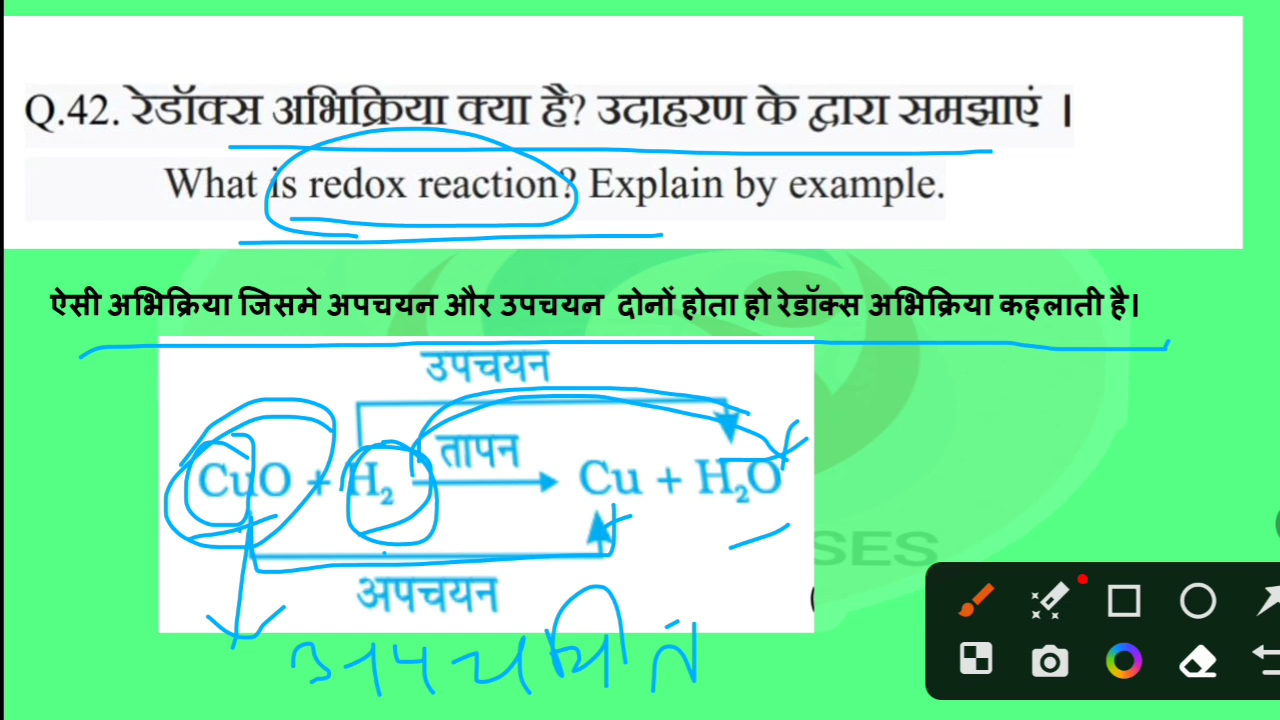 Q.42. रेडॉक्स अभिक्रिया क्या है? उदाहरण के द्वारा समझाएं ।
What is redox reaction? Explain by example.
ऐसी अभिक्रिया जिसमे अपचयन और उपचयन दोनों होता हो रेडॉक्स अभिक्रिया कहलाती है।
उपचयन
तापन
CuO + H₂ → Cu + H₂O
SES
अपचयन